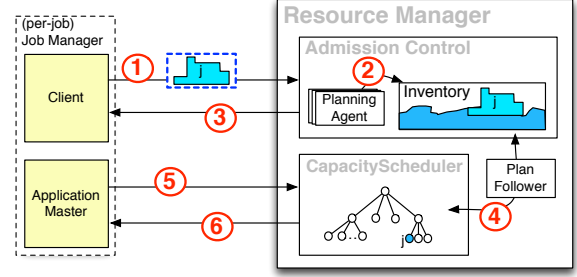 (per-job)
Job Manager
Client
Application
Master
1
j
3
5
6
Resource Manager
Admission Control
2
Planning
Agent
Inventory
j
CapacityScheduler
. .
j
Plan
Follower
4